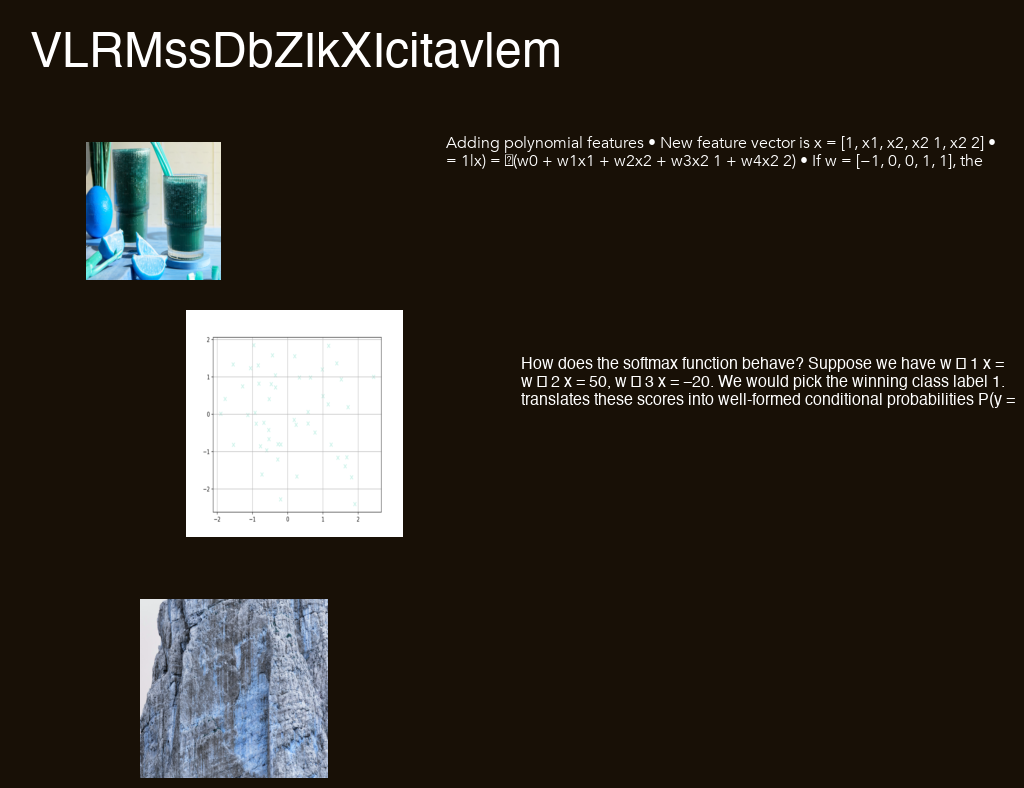 VLRMssDbZIkXIcitavlem
Adding polynomial features • New feature vector is x = [1, x1, x2, x2 1, x2 2] •
= 1|x) = (w0 + w1x1 + w2x2 + w3x2 1 + w4x2 2) • If w = [−1, 0, 0, 1, 1], the
2
1
0
−1
−2
−2 −1 0 1 2
How does the softmax function behave? Suppose we have w 1 x =
w 2 x = 50, w 3 x = −20. We would pick the winning class label 1.
translates these scores into well-formed conditional probabilities P(y =